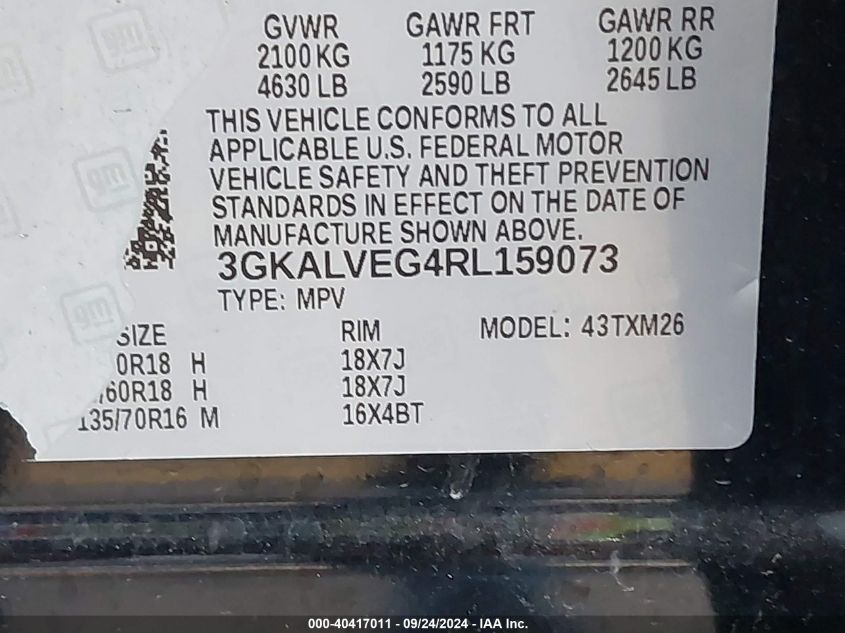 GVWR GAWR FRT GAWR RR
2100 KG 1175 KG 1200 KG
4630 LB 2590 LB 2645 LB
THIS VEHICLE CONFORMS TO ALL
APPLICABLE U.S. FEDERAL MOTOR
VEHICLE SAFETY AND THEFT PREVENTION
STANDARDS IN EFFECT ON THE DATE OF
MANUFACTURE SHOWN ABOVE.
3GKALVEG4RL159073
TYPE: MPV
SIZE RIM MODEL: 43TXM26
0R18 H 18X7J
/60R18 H 18X7J
135/70R16 M 16X4BT
gm
gm
gm
000-40417011 - 09/24/2024 - IAA Inc.